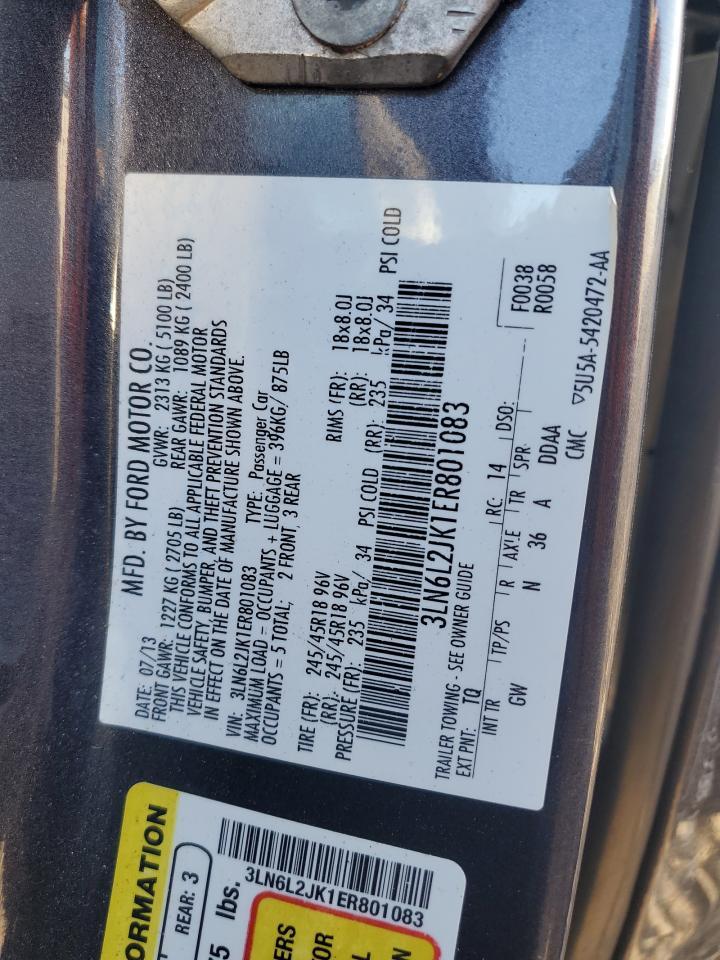 MFD. BY FORD MOTOR CO.
DATE: 07/13 GVWR: 2313 KG ( 5100 LB)
FRONT GAWR: 1227 KG ( 2705 LB) REAR GAWR: 1089 KG ( 2400 LB)
THIS VEHICLE CONFORMS TO ALL APPLICABLE FEDERAL MOTOR
VEHICLE SAFETY, BUMPER, AND THEFT PREVENTION STANDARDS
IN EFFECT ON THE DATE OF MANUFACTURE SHOWN ABOVE.
VIN: 3LN6L2JK1ER801083 TYPE: Passenger Car
MAXIMUM LOAD = OCCUPANTS + LUGGAGE = 396KG/ 875LB
OCCUPANTS = 5 TOTAL: 2 FRONT, 3 REAR
TIRE (FR): 245/45R18 96V RIMS (FR): 18x8.0J
(RR): 245/45R18 96V (RR): 18x8.0J
PRESSURE (FR): 235 kPa/ 34 PSI COLD (RR): 235 kPa/ 34 PSI COLD
3LN6L2JK1ER801083
TRAILER TOWING - SEE OWNER GUIDE
EXT PNT: TQ RC: 14 DSO: F0038
R0058
INT TR TP/PS R AXLE TR SPR
GW N 36 A DDAA
CMC ▽5U5A-5420472-AA
ORMATION
REAR: 3
75 lbs.
3LN6L2JK1ER801083